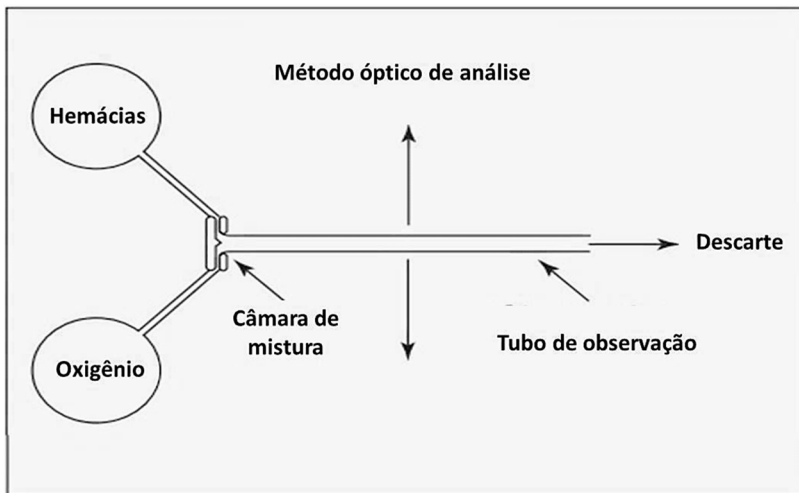 Método óptico de análise
Hemácias
Descarte
Câmara de
mistura
Tubo de observação
Oxigênio